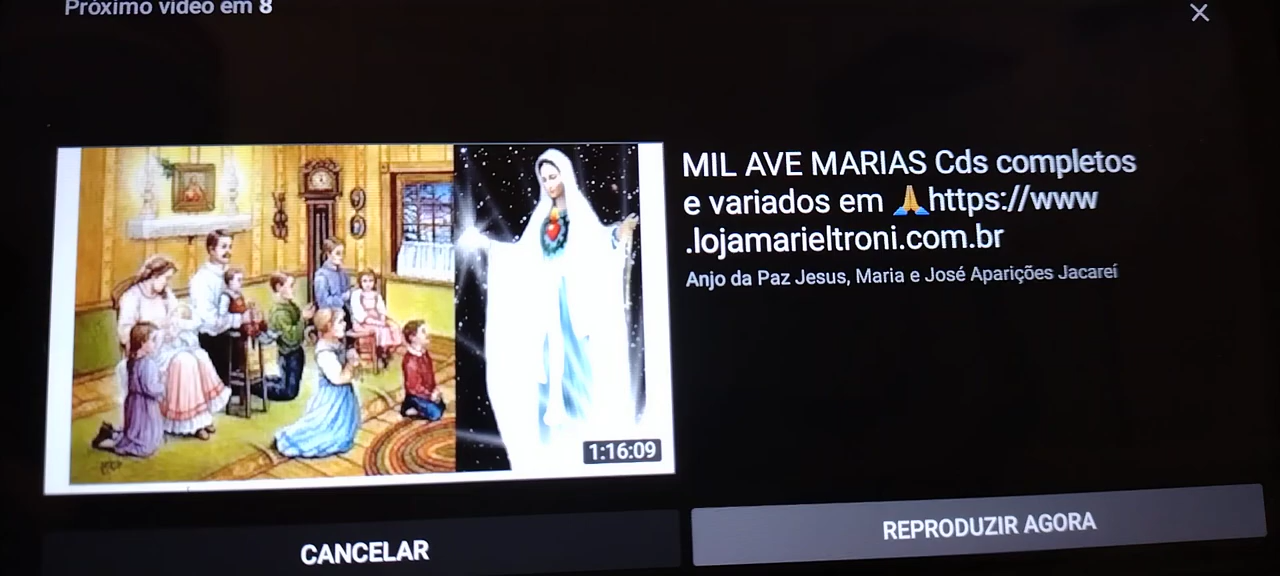 Próximo vídeo em 8
MIL AVE MARIAS Cds completos
e variados em 🙏https://www
.lojamarieltroni.com.br
Anjo da Paz Jesus, Maria e José Aparições Jacareí
1:16:09
CANCELAR
REPRODUZIR AGORA